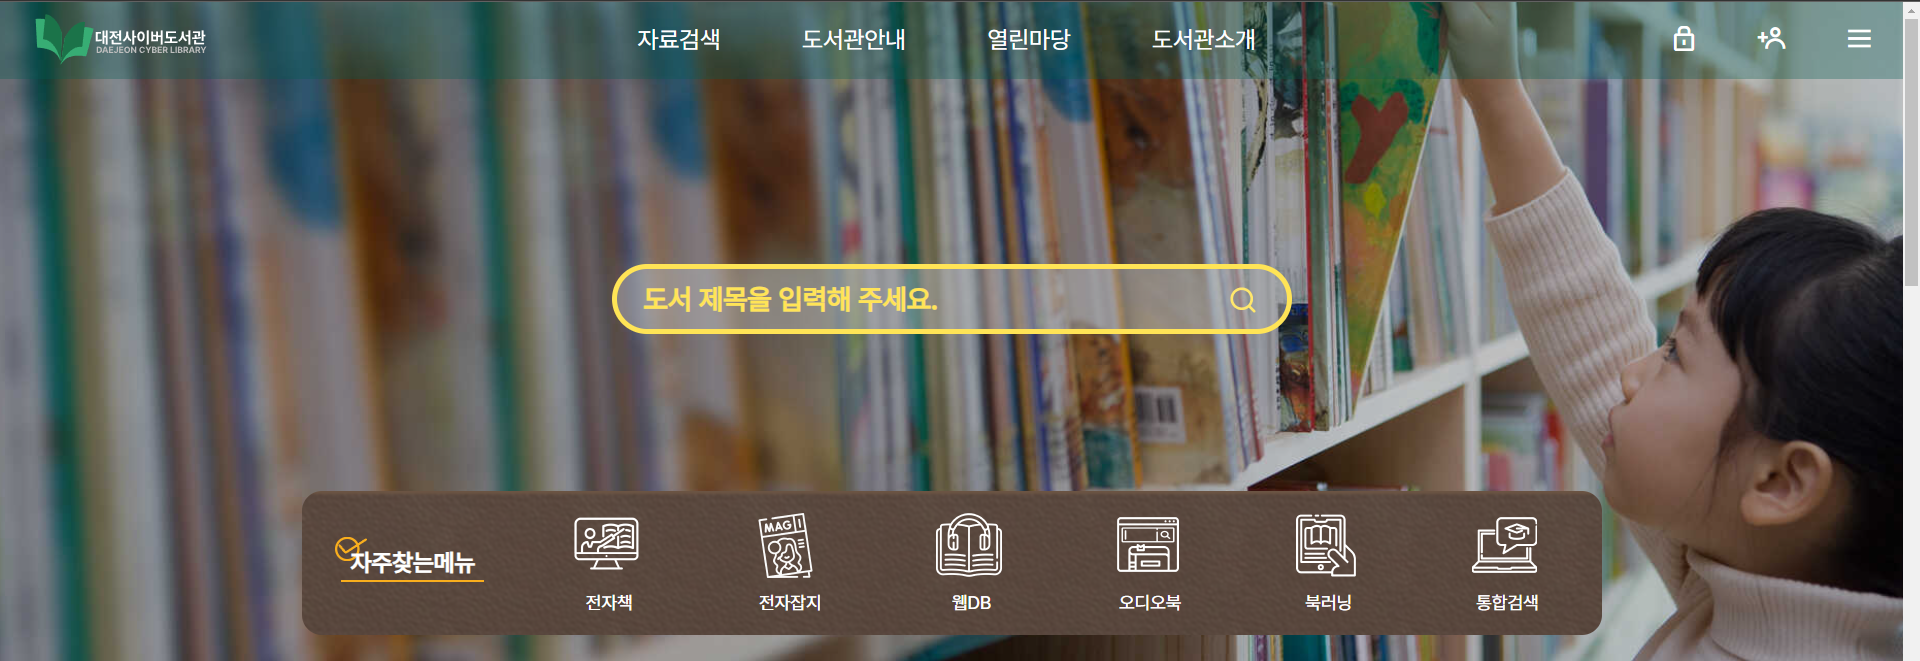 대전사이버도서관
DAEJEON CYBER LIBRARY
자료검색 도서관안내 열린마당 도서관소개
도서 제목을 입력해 주세요.
자주찾는메뉴
MAG
전자책 전자잡지 웹DB 오디오북 북러닝 통합검색